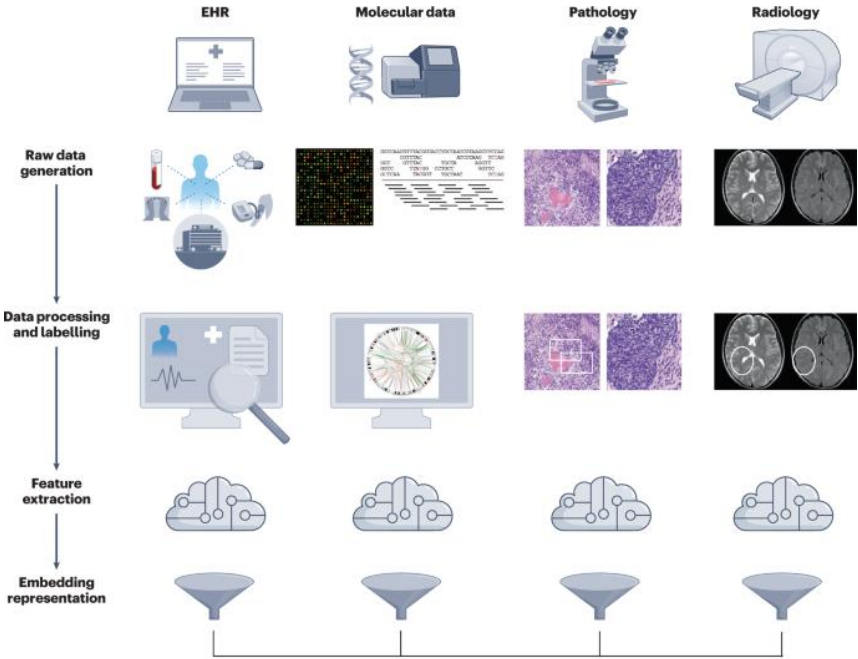 EHR
Molecular data
Pathology
Radiology
Raw data
generation
Data processing
and labelling
Feature
extraction
Embedding
representation